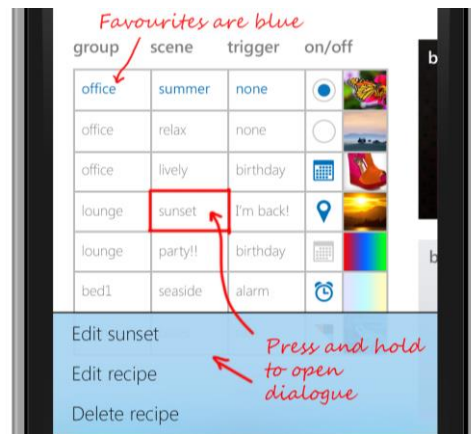 Favourites are blue
group scene trigger on/off
b
office summer none
office relax none
office lively birthday
lounge sunset I'm back!
lounge party!! birthday
b
bed1 seaside alarm
Edit sunset
Press and hold
to open
dialogue
Edit recipe
Delete recipe